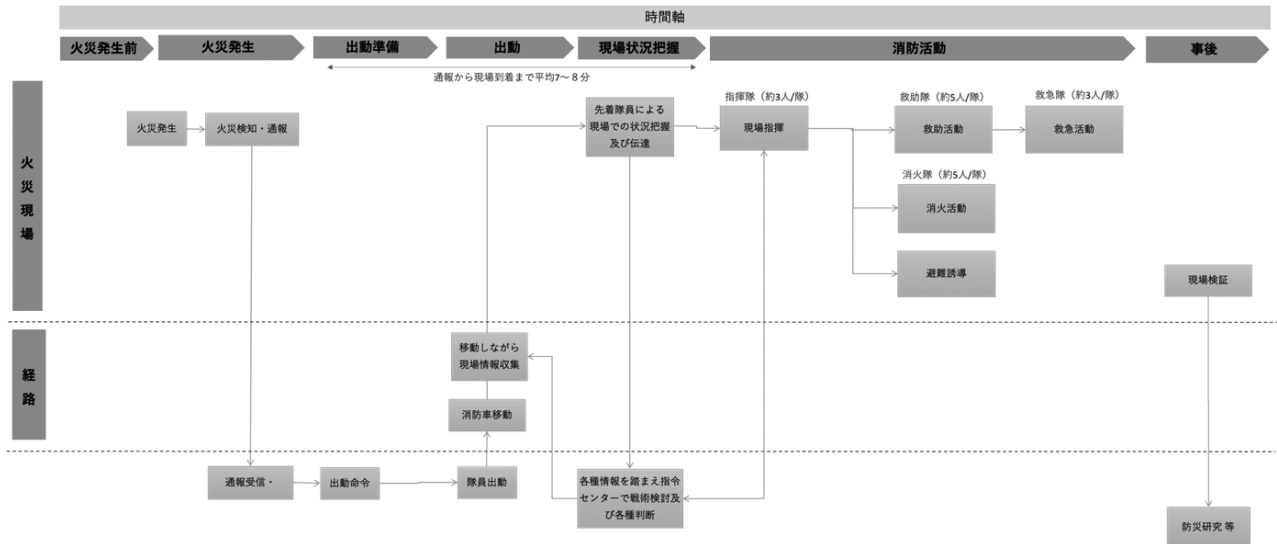 時間軸
火災発生前
火災発生
出動準備
出動
現場状況把握
消防活動
事後
通報から現場到着まで平均7～８分
火災現場
火災発生
火災検知・通報
先着隊員による
現場での状況把握
及び伝達
指揮隊（約3人/隊）
現場指揮
救助隊（約5人/隊）
救助活動
救急隊（約3人/隊）
救急活動
消火隊（約5人/隊）
消火活動
避難誘導
現場検証
経路
移動しながら
現場情報収集
消防車移動
通報受信・
出動命令
隊員出動
各種情報を踏まえ指令
センターで戦術検討及
び各種判断
防災研究 等